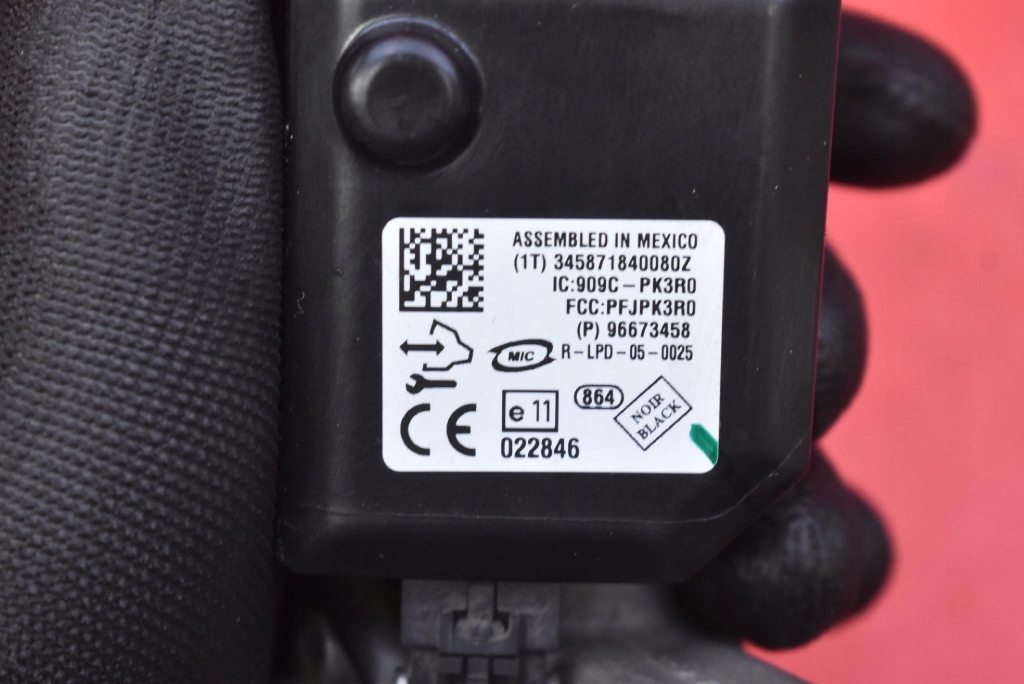 ASSEMBLED IN MEXICO
(1T) 345871840080Z
IC:909C-PK3R0
FCC:PFJPK3R0
(P) 96673458
MIC R-LPD-05-0025
864
NOIR
BLACK
CE e 11
022846